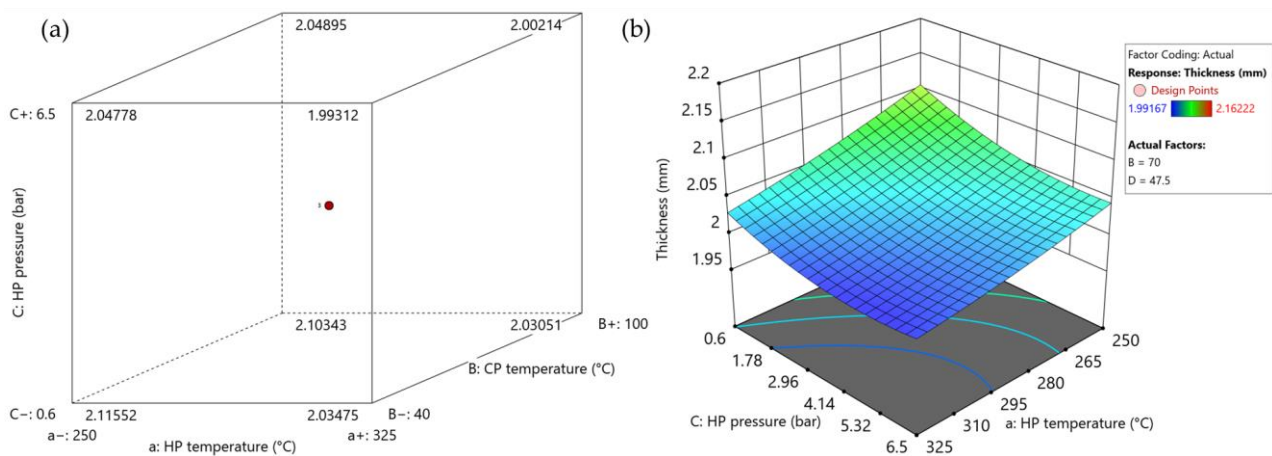 (a)
2.04895
2.00214
C+: 6.5
2.04778
1.99312
C: HP pressure (bar)
2.10343
2.03051
B+: 100
B: CP temperature (°C)
C−: 0.6
2.11552
2.03475
B−: 40
a−: 250
a+: 325
a: HP temperature (°C)
(b)
2.2
2.15
2.1
2.05
2
1.95
Thickness (mm)
0.6
1.78
2.96
4.14
5.32
6.5
C: HP pressure (bar)
250
265
280
295
310
325
a: HP temperature (°C)
Factor Coding: Actual
Response: Thickness (mm)
Design Points
1.99167 2.16222
Actual Factors:
B = 70
D = 47.5